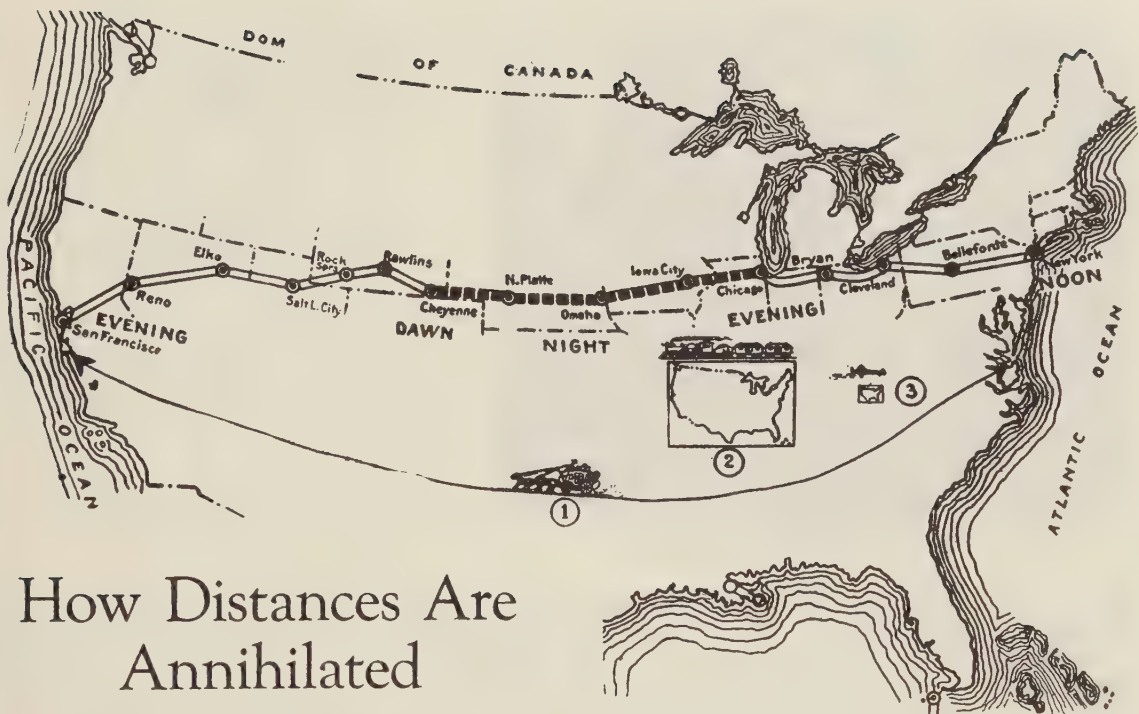 DOM OF CANADA
PACIFIC OCEAN
San Francisco
EVENING
Reno
Elko
Salt L. City
Rock Sprs
Rawlins
Cheyenne
DAWN
N. Platte
NIGHT
Omaha
Iowa City
Chicago
EVENING
Bryan
Cleveland
Bellefonte
New York
NOON
ATLANTIC OCEAN
1
2
3
How Distances Are
Annihilated